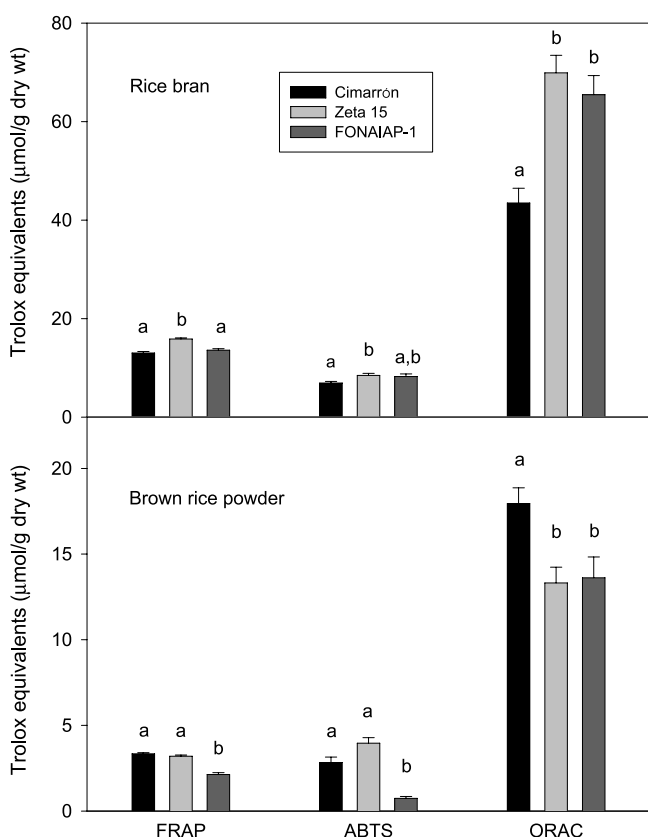 80
Rice bran
Cimarrón
Zeta 15
FONAIAP-1
b
b
60
a
40
20
a
b
a
a
b
a,b
0
Trolox equivalents (μmol/g dry wt)
20
a
Brown rice powder
15
b
b
10
5
a
a
b
a
a
b
0
Trolox equivalents (μmol/g dry wt)
FRAP
ABTS
ORAC